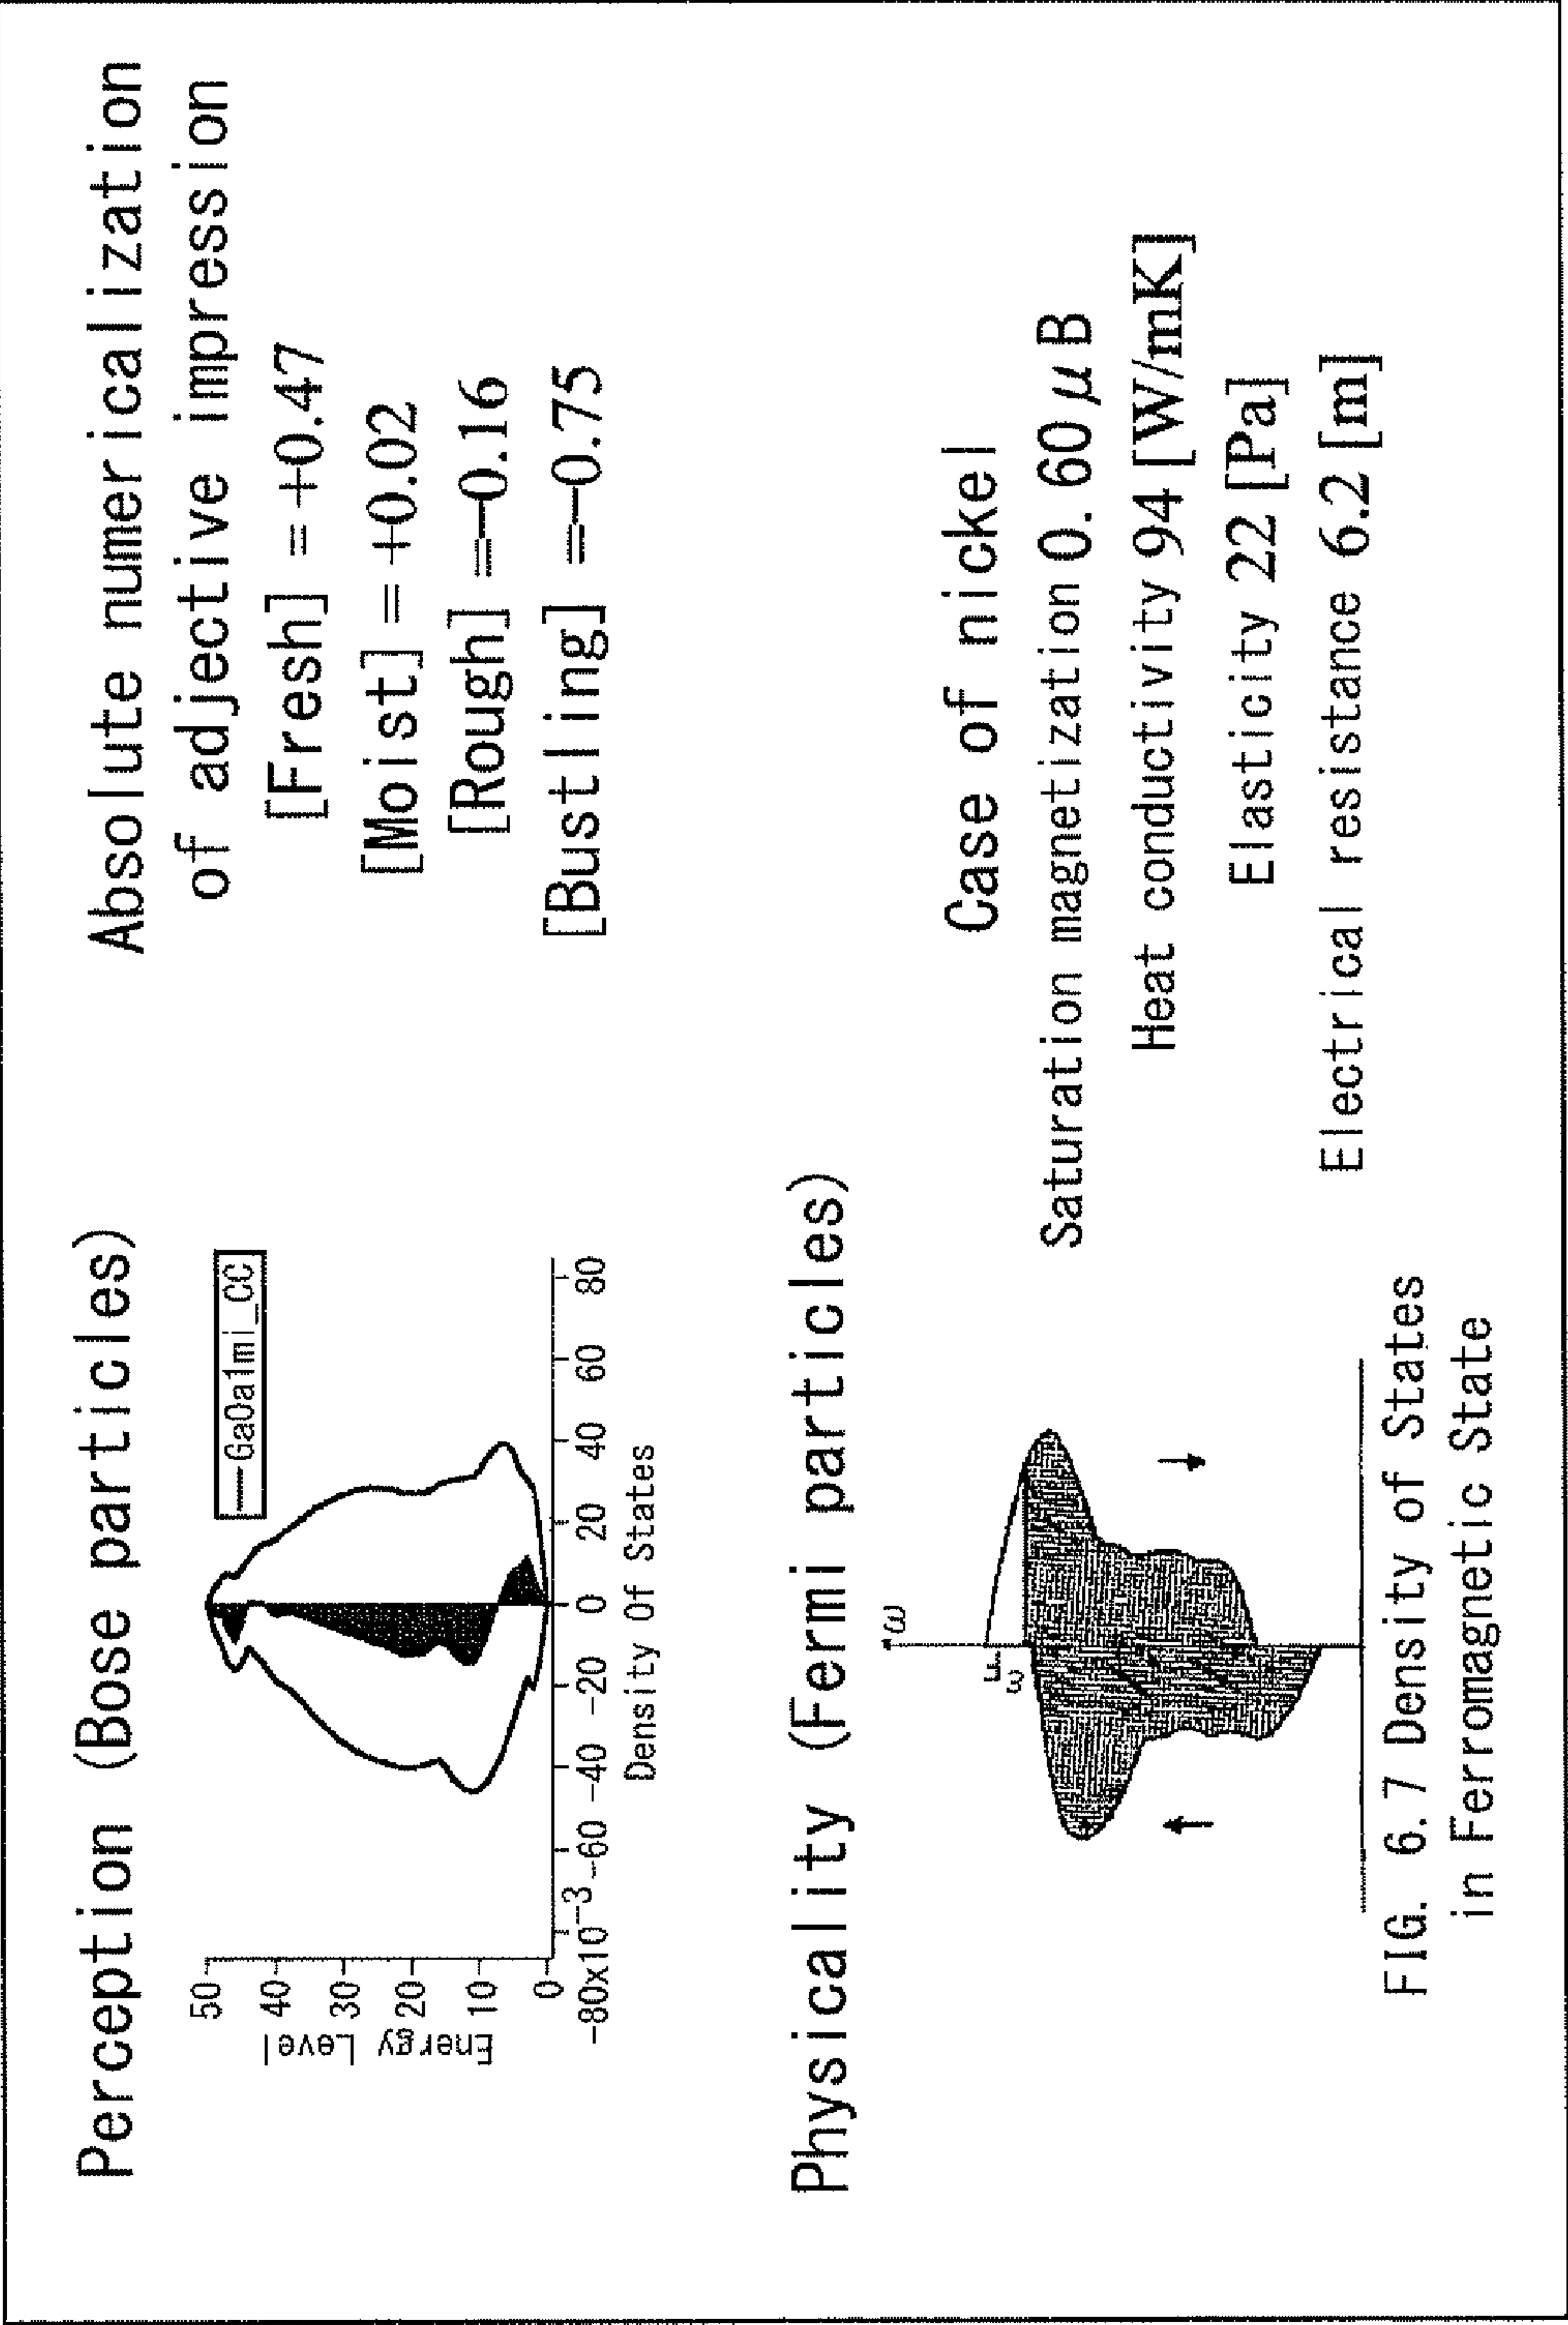 Perception (Bose particles)
GaOa1mi_CC
Energy Level
50
40
30
20
10
0
-80x10-3 -60 -40 -20 0 20 40 60 80
Density Of States
Absolute numericalization
of adjective impression
[Fresh] = +0.47
[Moist] = +0.02
[Rough] =-0.16
[Bustling] =-0.75
Physicality (Fermi particles)
ω
εF
FIG. 6.7 Density of States
in Ferromagnetic State
Case of nickel
Saturation magnetization 0.60μB
Heat conductivity 94 [W/mK]
Elasticity 22 [Pa]
Electrical resistance 6.2 [m]